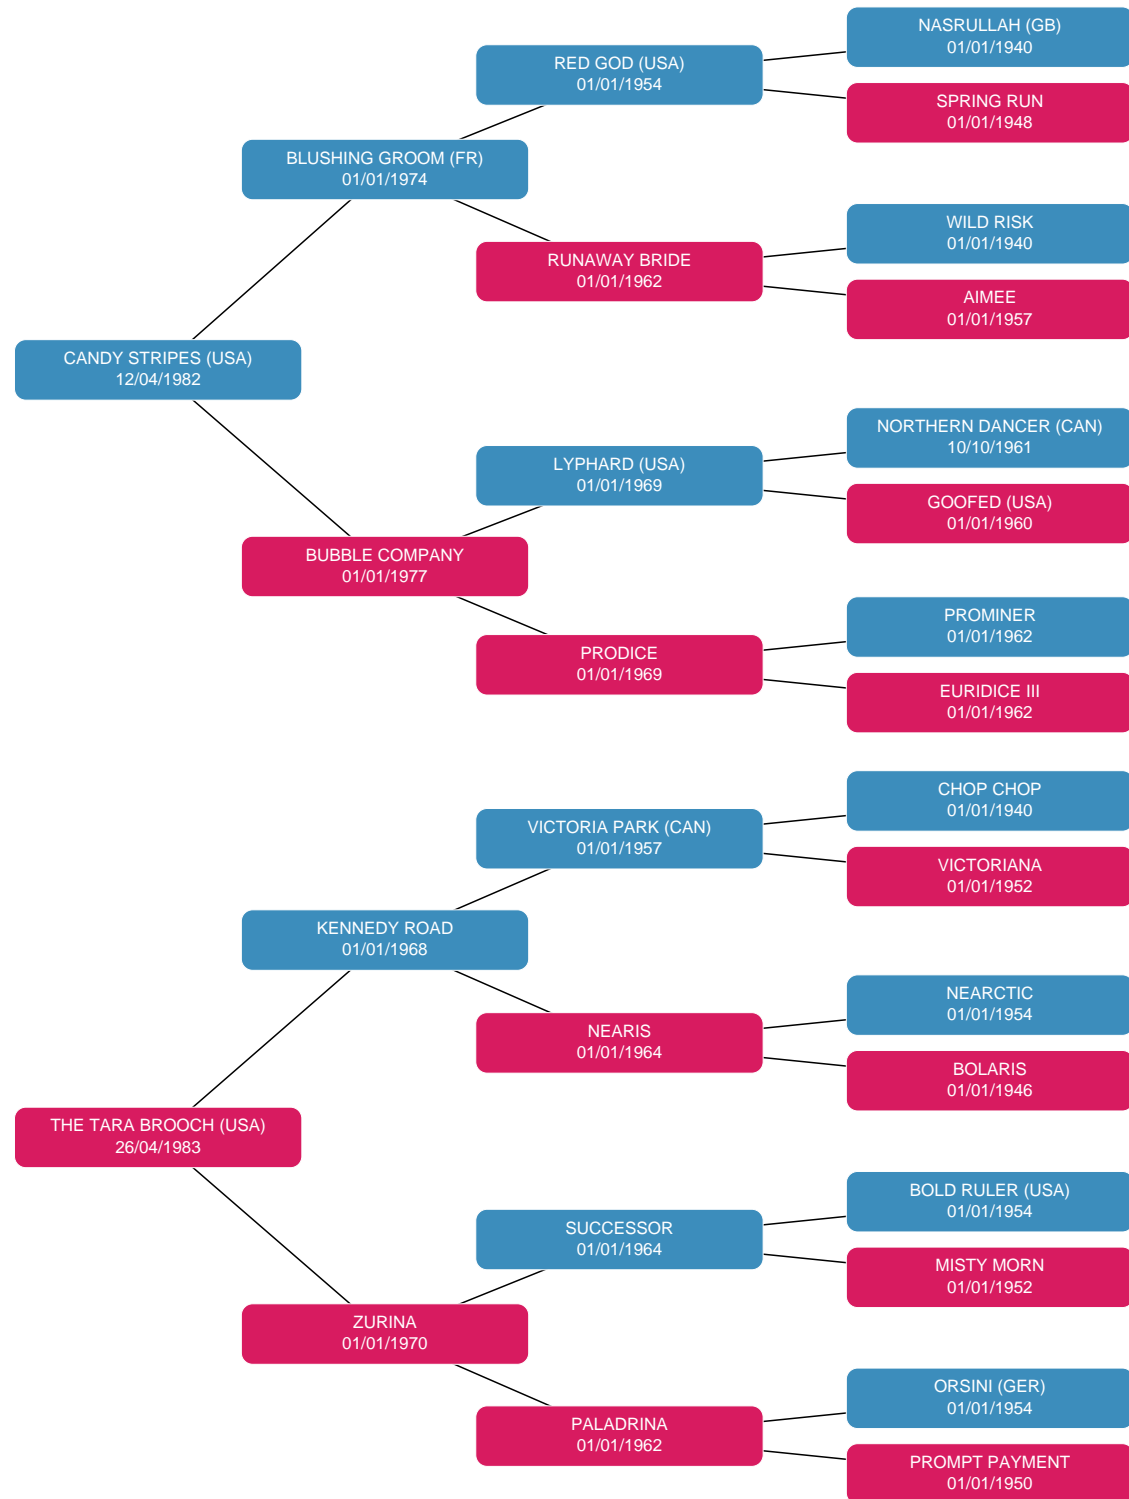 NASRULLAH (GB)
01/01/1940
RED GOD (USA)
01/01/1954
SPRING RUN
01/01/1948
BLUSHING GROOM (FR)
01/01/1974
WILD RISK
01/01/1940
RUNAWAY BRIDE
01/01/1962
AIMEE
01/01/1957
CANDY STRIPES (USA)
12/04/1982
NORTHERN DANCER (CAN)
10/10/1961
LYPHARD (USA)
01/01/1969
GOOFED (USA)
01/01/1960
BUBBLE COMPANY
01/01/1977
PROMINER
01/01/1962
PRODICE
01/01/1969
EURIDICE III
01/01/1962
CHOP CHOP
01/01/1940
VICTORIA PARK (CAN)
01/01/1957
VICTORIANA
01/01/1952
KENNEDY ROAD
01/01/1968
NEARCTIC
01/01/1954
NEARIS
01/01/1964
BOLARIS
01/01/1946
THE TARA BROOCH (USA)
26/04/1983
BOLD RULER (USA)
01/01/1954
SUCCESSOR
01/01/1964
MISTY MORN
01/01/1952
ZURINA
01/01/1970
ORSINI (GER)
01/01/1954
PALADRINA
01/01/1962
PROMPT PAYMENT
01/01/1950